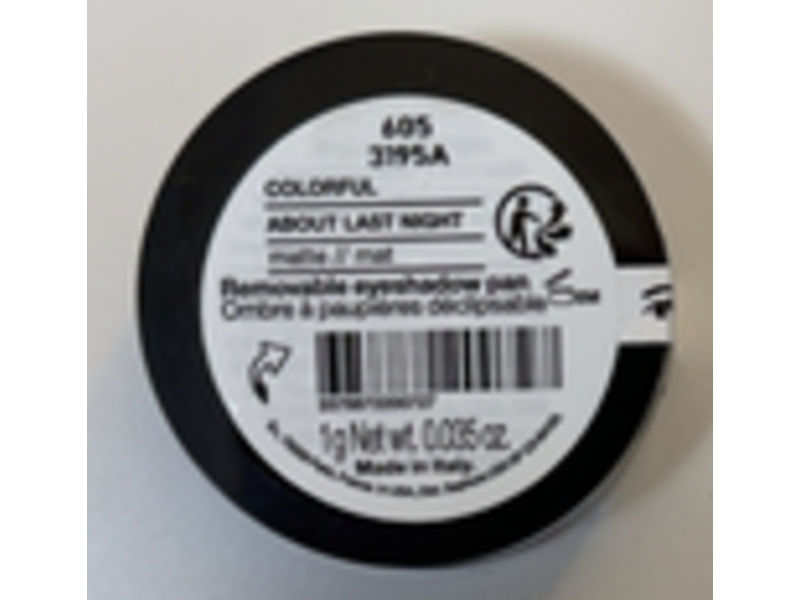 605
3195A
COLORFUL
ABOUT LAST NIGHT
matte // mat
Removable eyeshadow pan
Ombre à paupières déclipsable
1g Net wt. 0.035 oz.
Made in Italy.